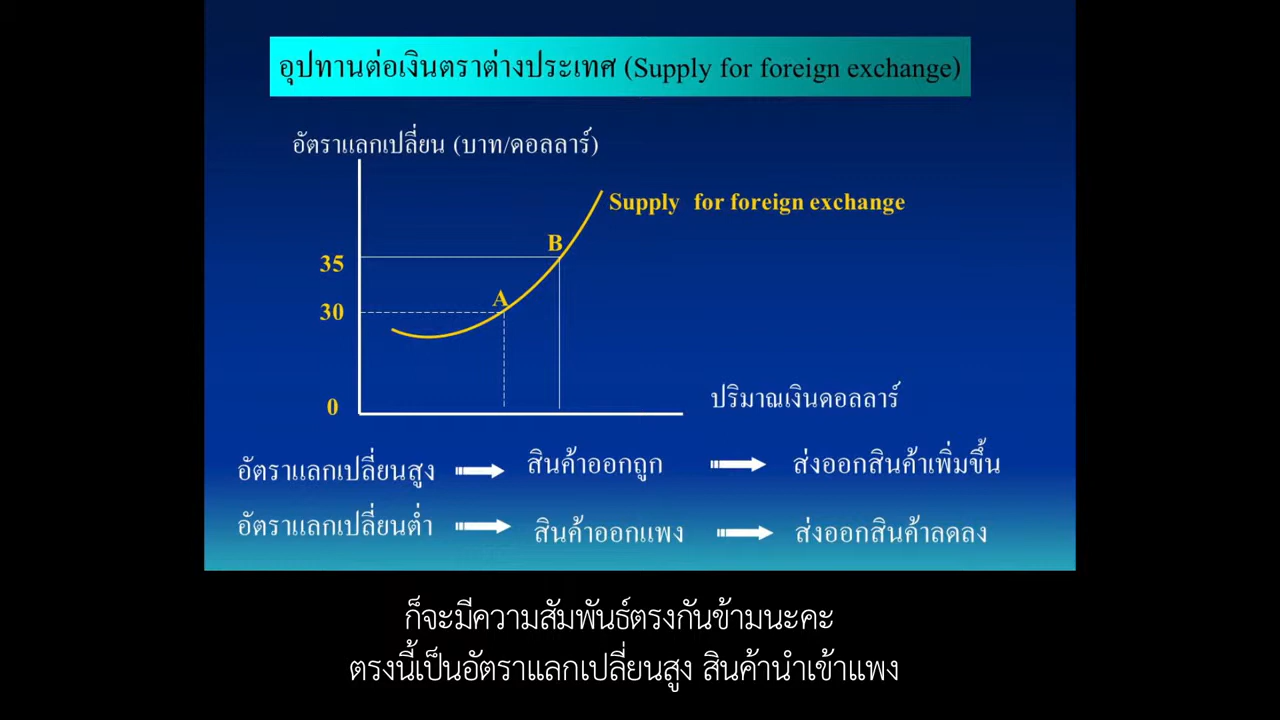 อุปทานต่อเงินตราต่างประเทศ (Supply for foreign exchange)
อัตราแลกเปลี่ยน (บาท/ดอลลาร์)
Supply for foreign exchange
B
35
A
30
0
ปริมาณเงินดอลลาร์
อัตราแลกเปลี่ยนสูง สินค้าออกถูก ส่งออกสินค้าเพิ่มขึ้น
อัตราแลกเปลี่ยนต่ำ สินค้าออกแพง ส่งออกสินค้าลดลง
ก็จะมีความสัมพันธ์ตรงกันข้ามนะคะ
ตรงนี้เป็นอัตราแลกเปลี่ยนสูง สินค้านำเข้าแพง